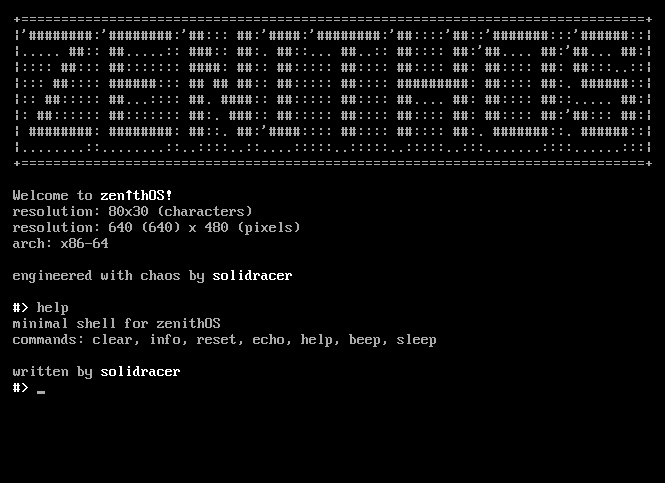 ZENITHOS
Welcome to zen↑thOS!
resolution: 80x30 (characters)
resolution: 640 (640) x 480 (pixels)
arch: x86-64
engineered with chaos by solidracer
#> help
minimal shell for zenithOS
commands: clear, info, reset, echo, help, beep, sleep
written by solidracer
#> _